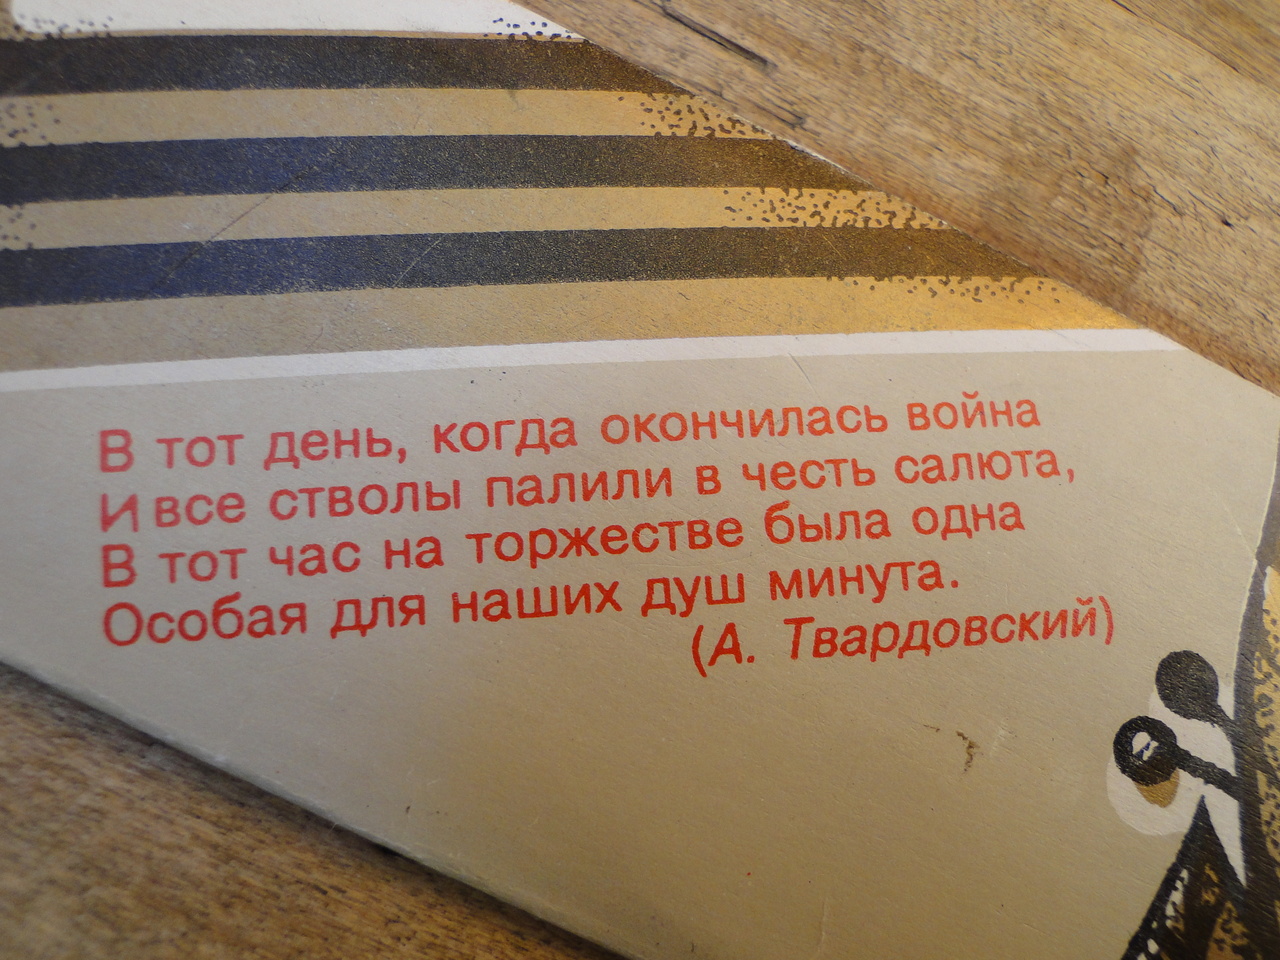 В тот день, когда окончилась война
И все стволы палили в честь салюта,
В тот час на торжестве была одна
Особая для наших душ минута.
(А. Твардовский)